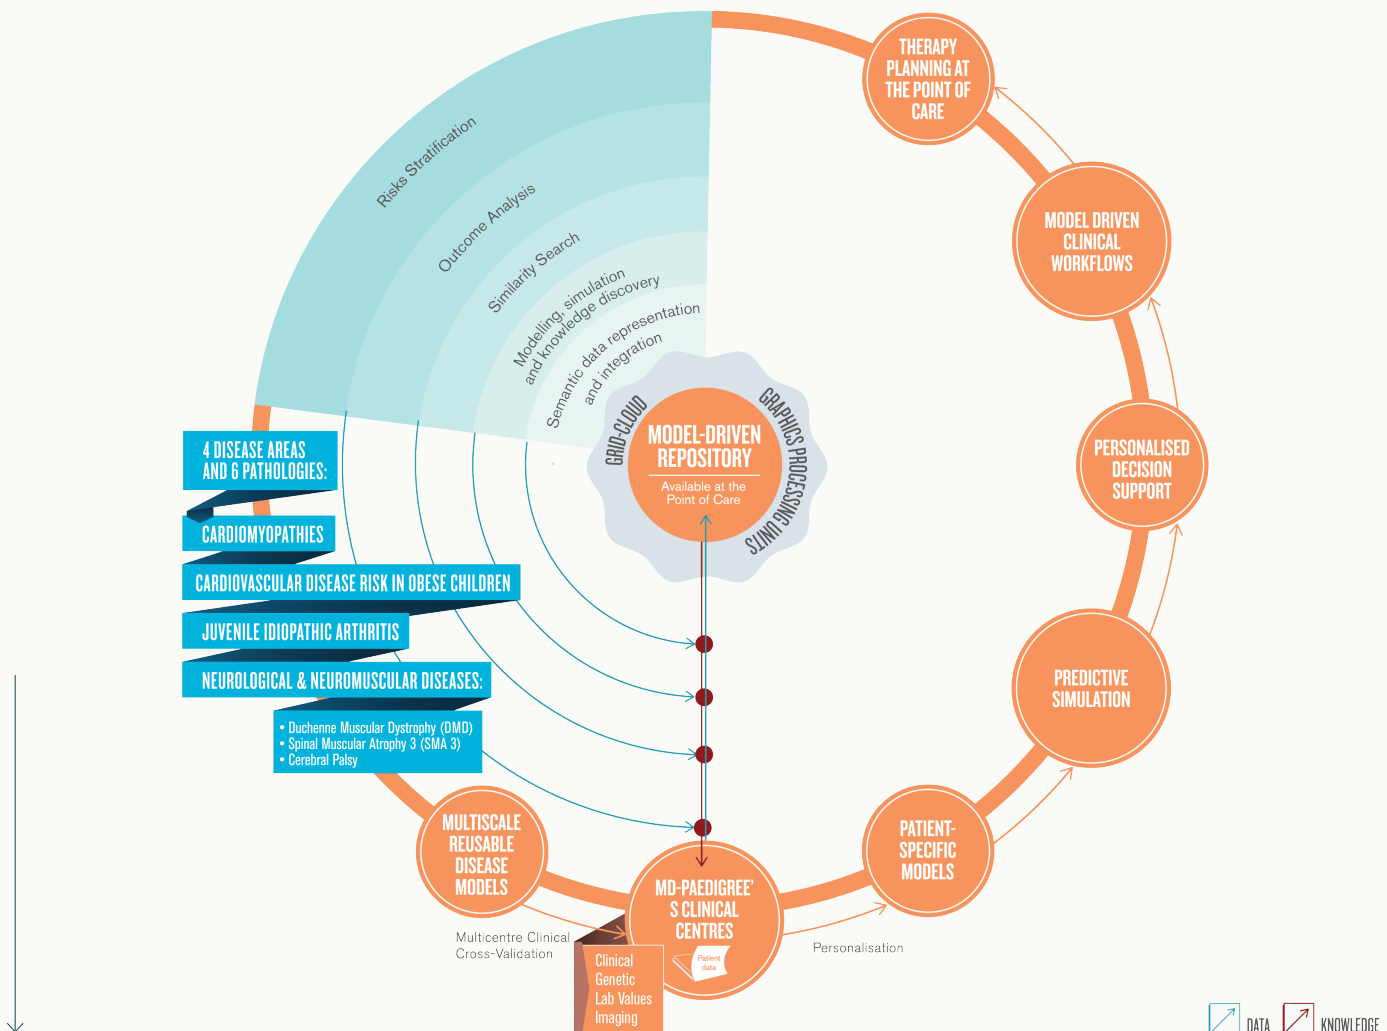 THERAPY
PLANNING AT
THE POINT OF
CARE
MODEL DRIVEN
CLINICAL
WORKFLOWS
PERSONALISED
DECISION
SUPPORT
PREDICTIVE
SIMULATION
PATIENT-
SPECIFIC
MODELS
Personalisation
Risks Stratification
Outcome Analysis
Similarity Search
Modelling, simulation
and knowledge discovery
Semantic data representation
and integration
GRID-CLOUD
GRAPHICS PROCESSING UNITS
MODEL-DRIVEN
REPOSITORY
Available at the
Point of Care
4 DISEASE AREAS
AND 6 PATHOLOGIES:
CARDIOMYOPATHIES
CARDIOVASCULAR DISEASE RISK IN OBESE CHILDREN
JUVENILE IDIOPATHIC ARTHRITIS
NEUROLOGICAL & NEUROMUSCULAR DISEASES:
• Duchenne Muscular Dystrophy (DMD)
• Spinal Muscular Atrophy 3 (SMA 3)
• Cerebral Palsy
MULTISCALE
REUSABLE
DISEASE
MODELS
Multicentre Clinical
Cross-Validation
MD-PAEDIGREE'
S CLINICAL
CENTRES
Patient
data
Clinical
Genetic
Lab Values
Imaging
DATA
KNOWLEDGE